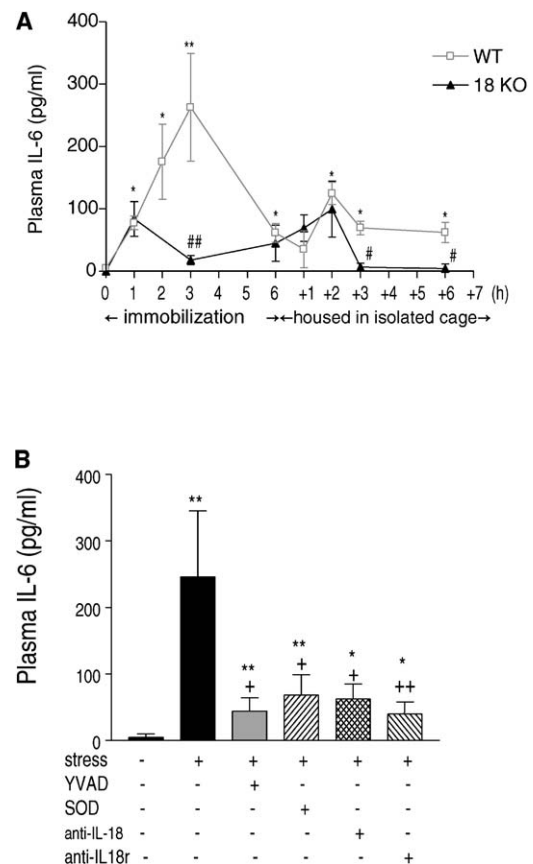 A
Plasma IL-6 (pg/ml)
400
300
200
100
0
WT
18 KO
*
*
**
##
*
*
*
#
*
#
0 1 2 3 4 5 6 +1 +2 +3 +4 +5 +6 +7 (h)
← immobilization →←housed in isolated cage→
B
Plasma IL-6 (pg/ml)
400
300
200
100
0
**
**
+
**
+
*
+
*
++
stress - + + + + +
YVAD - - + - - -
SOD - - - + - -
anti-IL-18 - - - - + -
anti-IL18r - - - - - +